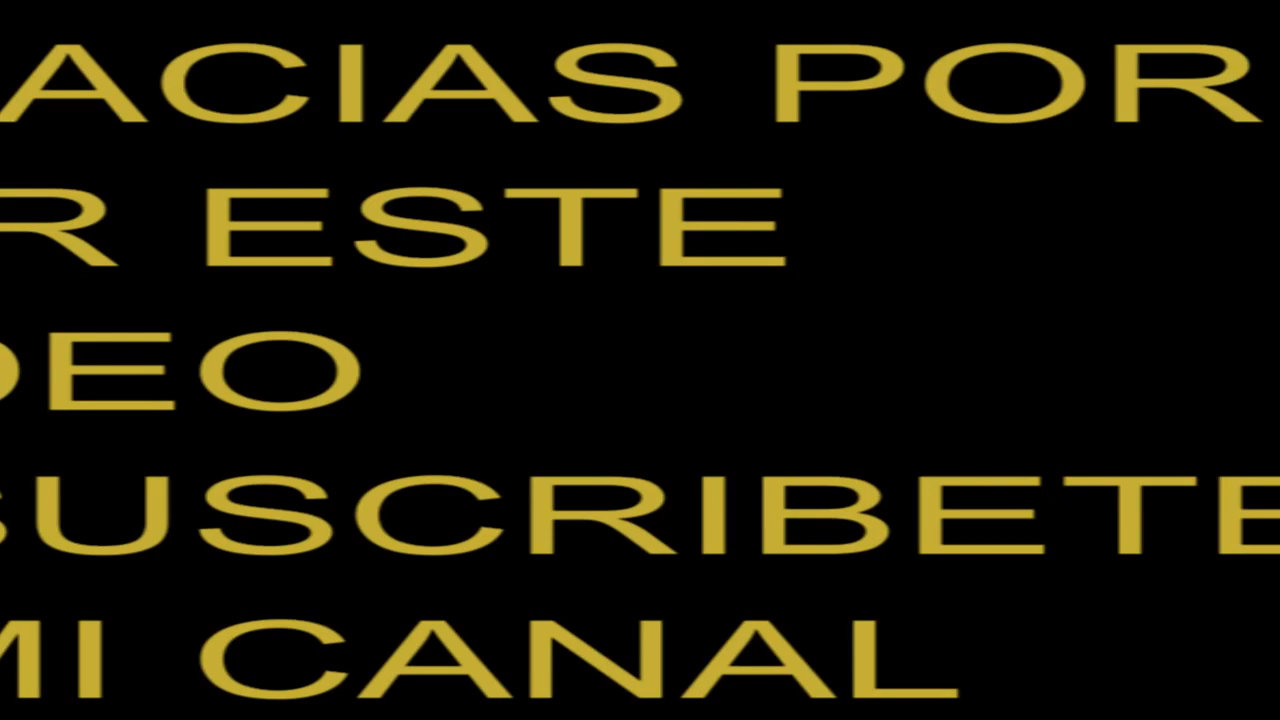 ACIAS POR
R ESTE
DEO
SUSCRIBETE
MI CANAL